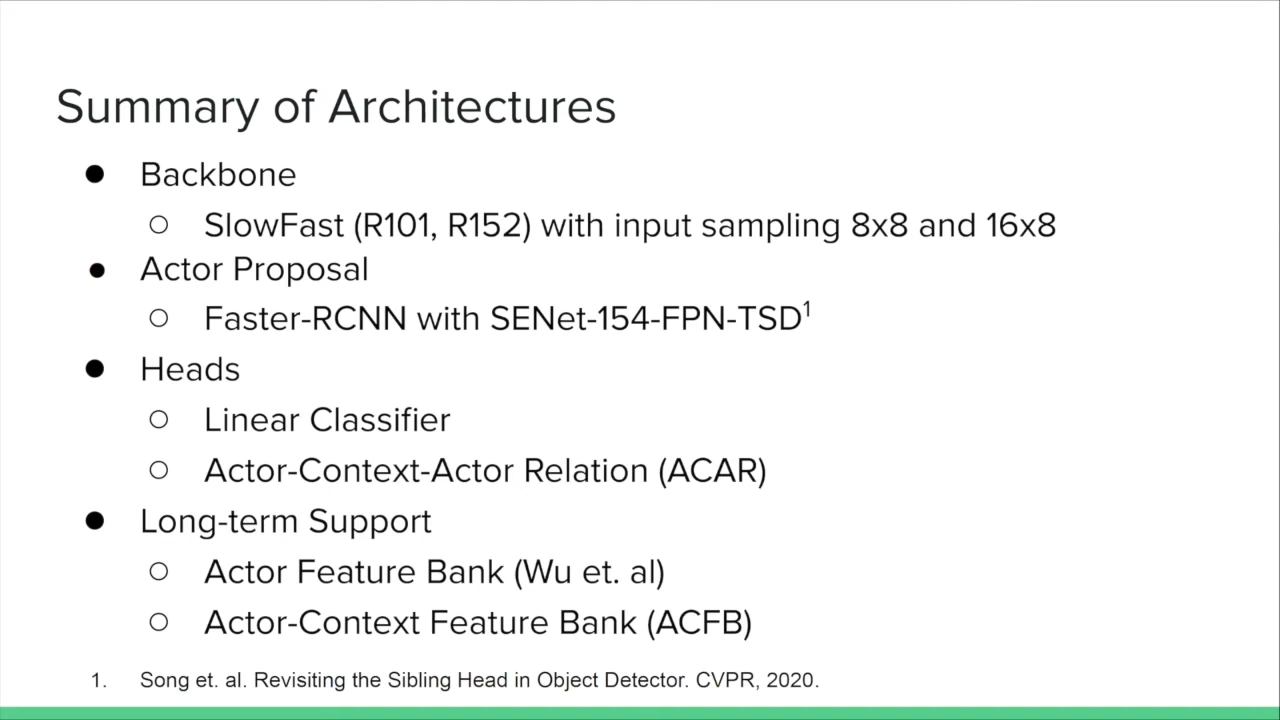 Summary of Architectures
● Backbone
○ SlowFast (R101, R152) with input sampling 8x8 and 16x8
● Actor Proposal
○ Faster-RCNN with SENet-154-FPN-TSD¹
● Heads
○ Linear Classifier
○ Actor-Context-Actor Relation (ACAR)
● Long-term Support
○ Actor Feature Bank (Wu et. al)
○ Actor-Context Feature Bank (ACFB)
1. Song et. al. Revisiting the Sibling Head in Object Detector. CVPR, 2020.